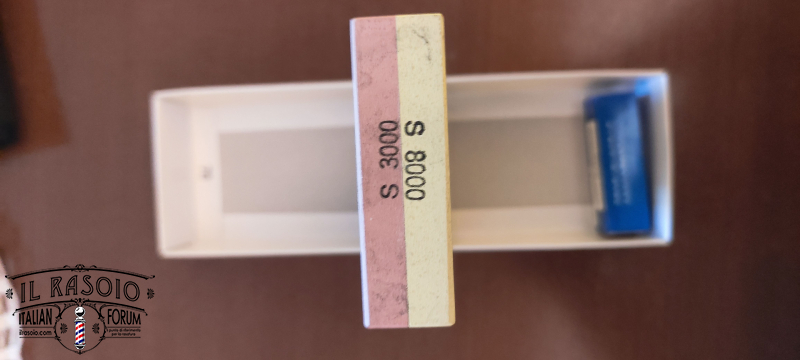 S 3000
S 8000
IL RASOIO
ITALIAN FORUM
ilrasoio.com